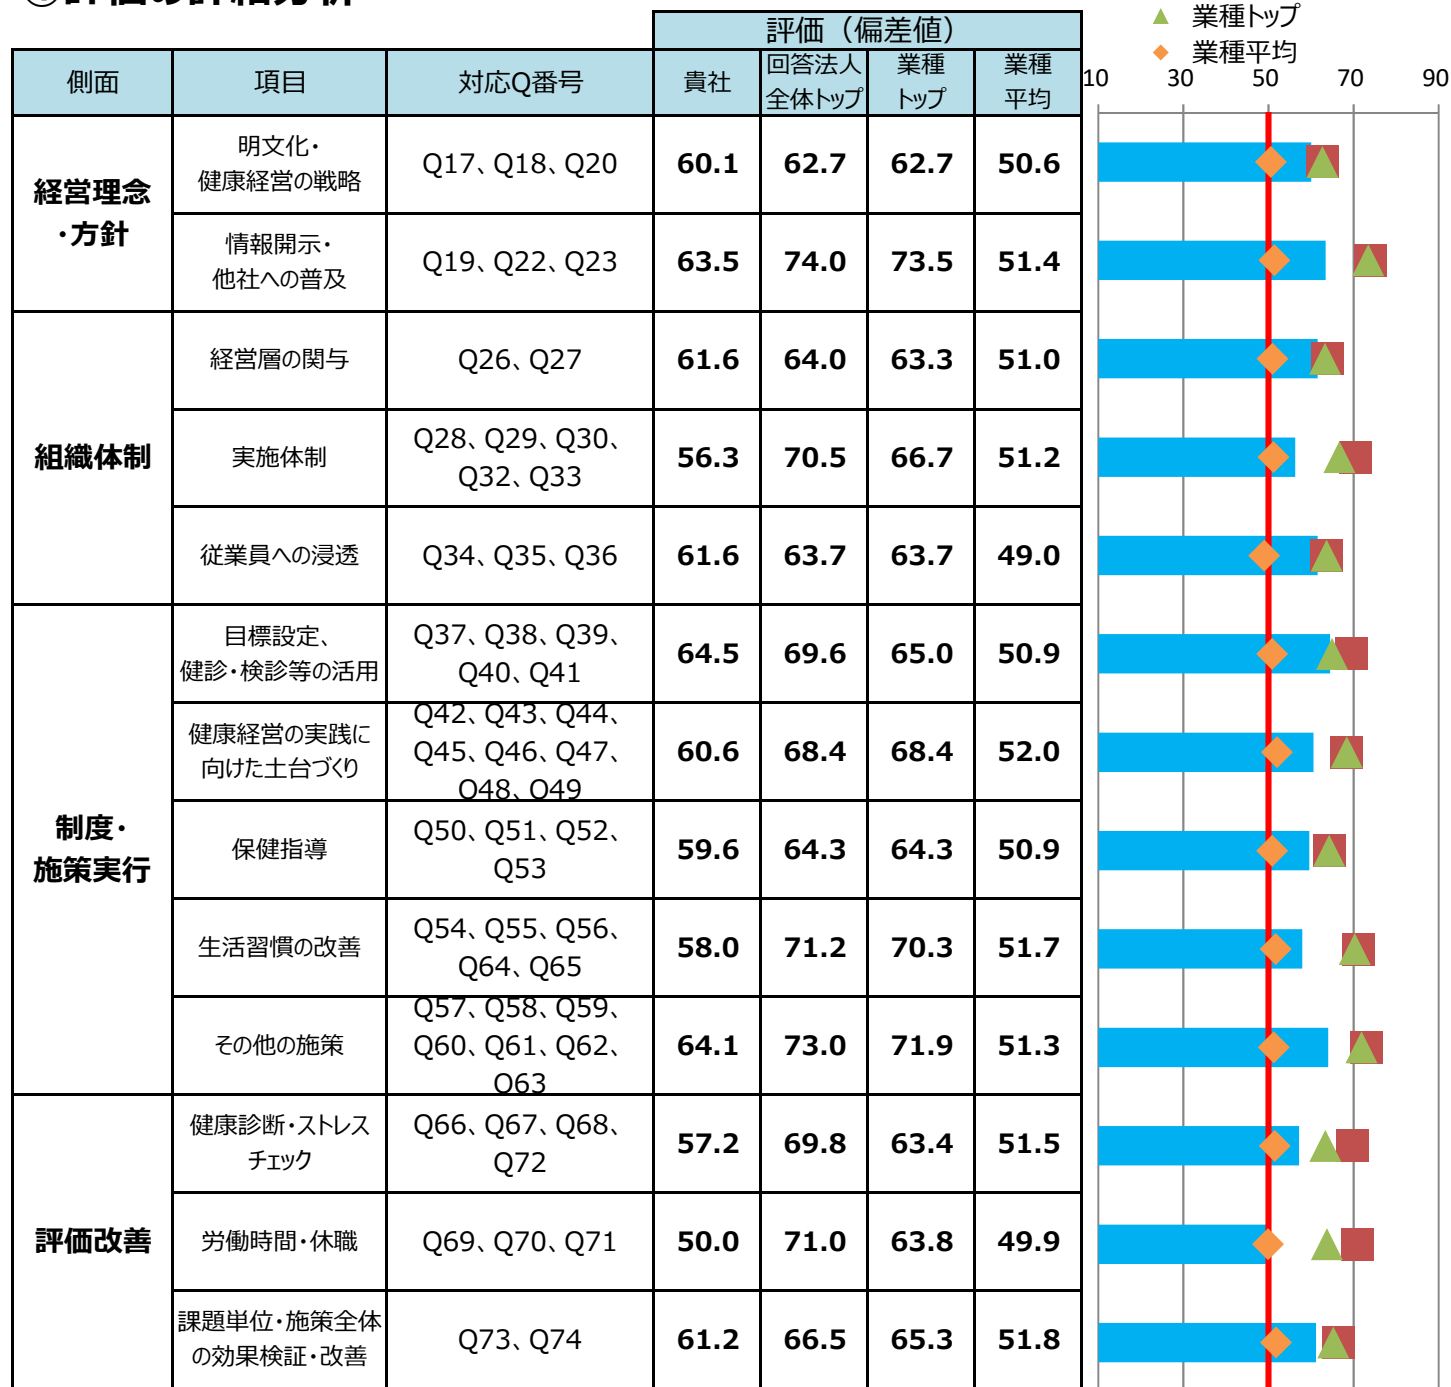 ①評価の詳細分析
▲ 業種トップ
◆ 業種平均
評価（偏差値）
側面 項目 対応Q番号 貴社 回答法人全体トップ 業種トップ 業種平均
10 30 50 70 90
経営理念・方針
明文化・健康経営の戦略 Q17、Q18、Q20 60.1 62.7 62.7 50.6
情報開示・他社への普及 Q19、Q22、Q23 63.5 74.0 73.5 51.4
組織体制
経営層の関与 Q26、Q27 61.6 64.0 63.3 51.0
実施体制 Q28、Q29、Q30、Q32、Q33 56.3 70.5 66.7 51.2
従業員への浸透 Q34、Q35、Q36 61.6 63.7 63.7 49.0
制度・施策実行
目標設定、健診・検診等の活用 Q37、Q38、Q39、Q40、Q41 64.5 69.6 65.0 50.9
健康経営の実践に向けた土台づくり Q42、Q43、Q44、Q45、Q46、Q47、Q48、Q49 60.6 68.4 68.4 52.0
保健指導 Q50、Q51、Q52、Q53 59.6 64.3 64.3 50.9
生活習慣の改善 Q54、Q55、Q56、Q64、Q65 58.0 71.2 70.3 51.7
その他の施策 Q57、Q58、Q59、Q60、Q61、Q62、Q63 64.1 73.0 71.9 51.3
評価改善
健康診断・ストレスチェック Q66、Q67、Q68、Q72 57.2 69.8 63.4 51.5
労働時間・休職 Q69、Q70、Q71 50.0 71.0 63.8 49.9
課題単位・施策全体の効果検証・改善 Q73、Q74 61.2 66.5 65.3 51.8